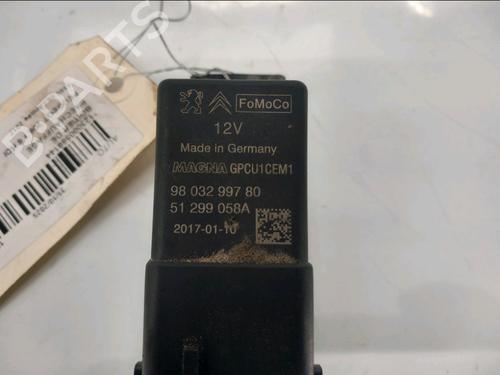 FoMoCo
12V
Made in Germany
MAGNA GPCU1CEM1
98 032 997 80
51 299 058A
2017-01-10
B-PARTS